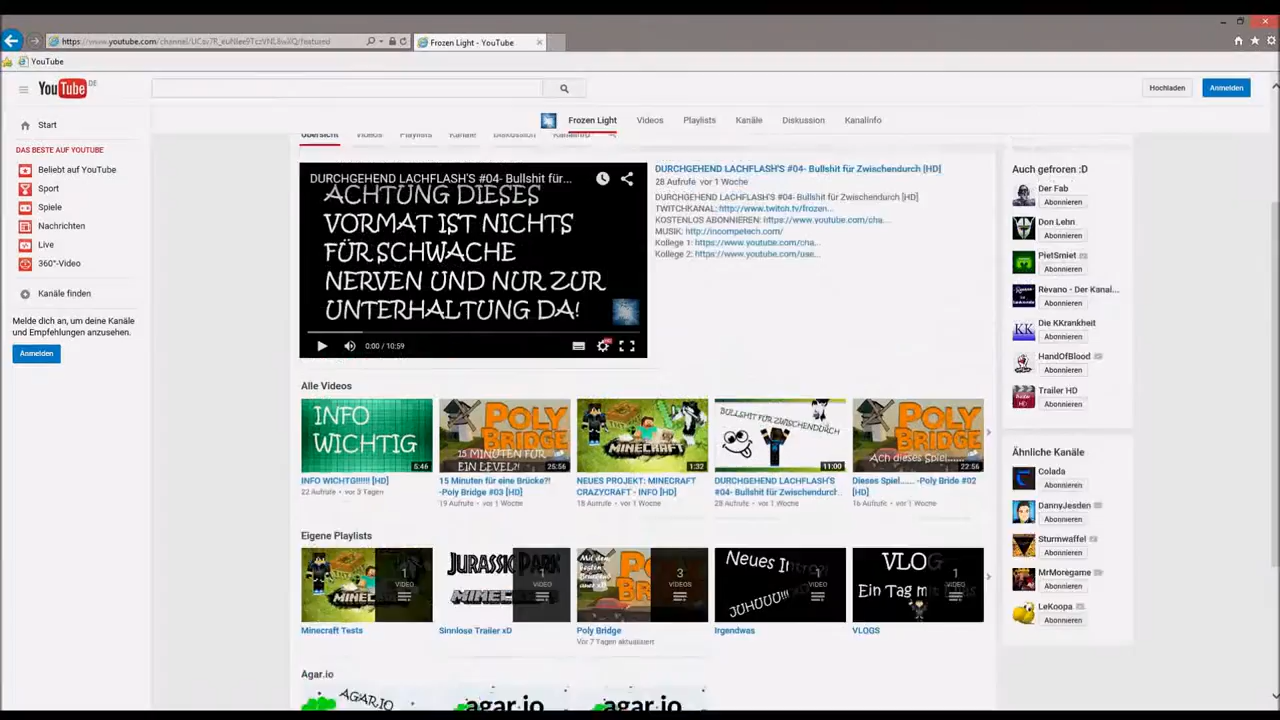 Frozen Light - YouTube
YouTube
YouTube DE
Hochladen
Anmelden
Start
DAS BESTE AUF YOUTUBE
Beliebt auf YouTube
Sport
Spiele
Nachrichten
Live
360°-Video
Kanäle finden
Melde dich an, um deine Kanäle
und Empfehlungen anzusehen.
Anmelden
Frozen Light
Videos
Playlists
Kanäle
Diskussion
Kanalinfo
Übersicht
Videos
Playlists
Kanäle
Diskussion
Kanalinfo
DURCHGEHEND LACHFLASH'S #04- Bullshit für...
ACHTUNG DIESES
VORMAT IST NICHTS
FÜR SCHWACHE
NERVEN UND NUR ZUR
UNTERHALTUNG DA!
0:00 / 10:59
DURCHGEHEND LACHFLASH'S #04- Bullshit für Zwischendurch [HD]
28 Aufrufe vor 1 Woche
DURCHGEHEND LACHFLASH'S #04- Bullshit für Zwischendurch [HD]
TWITCHKANAL: http://www.twitch.tv/frozen...
KOSTENLOS ABONNIEREN: https://www.youtube.com/cha...
MUSIK: http://incompetech.com/
Kollege 1: https://www.youtube.com/cha...
Kollege 2: https://www.youtube.com/use...
Alle Videos
INFO
WICHTIG
5:46
INFO WICHTG!!!!!! [HD]
22 Aufrufe • vor 3 Tagen
POLY
BRIDGE
15 MINUTEN FÜR
EIN LEVEL?!
25:56
15 Minuten für eine Brücke?!
-Poly Bridge #03 [HD]
19 Aufrufe • vor 1 Woche
MINECRAFT
1:32
NEUES PROJEKT: MINECRAFT
CRAZYCRAFT - INFO [HD]
18 Aufrufe • vor 1 Woche
BULLSHIT FÜR ZWISCHENDURCH
11:00
DURCHGEHEND LACHFLASH'S
#04- Bullshit für Zwischendurch...
28 Aufrufe • vor 1 Woche
POLY
BRIDGE
Ach dieses Spiel.......
22:56
Dieses Spiel...... -Poly Bride #02
[HD]
16 Aufrufe • vor 1 Woche
Eigene Playlists
1
VIDEO
Minecraft Tests
JURASSIC PARK
MINECRAFT
1
VIDEO
Sinnlose Trailer xD
3
VIDEOS
Poly Bridge
Vor 7 Tagen aktualisiert
Neues Intro
JUHUUU!!!
1
VIDEO
Irgendwas
VLOG
Ein Tag mit
1
VIDEO
VLOGS
Agar.io
AGAR.IO
agar.io
agar.io
Auch gefroren :D
Der Fab
Abonnieren
Don Lehn
Abonnieren
PietSmiet
Abonnieren
Revano - Der Kanal...
Abonnieren
Die KKrankheit
Abonnieren
HandOfBlood
Abonnieren
Trailer HD
Abonnieren
Ähnliche Kanäle
Colada
Abonnieren
DannyJesden
Abonnieren
Sturmwaffel
Abonnieren
MrMoregame
Abonnieren
LeKoopa
Abonnieren